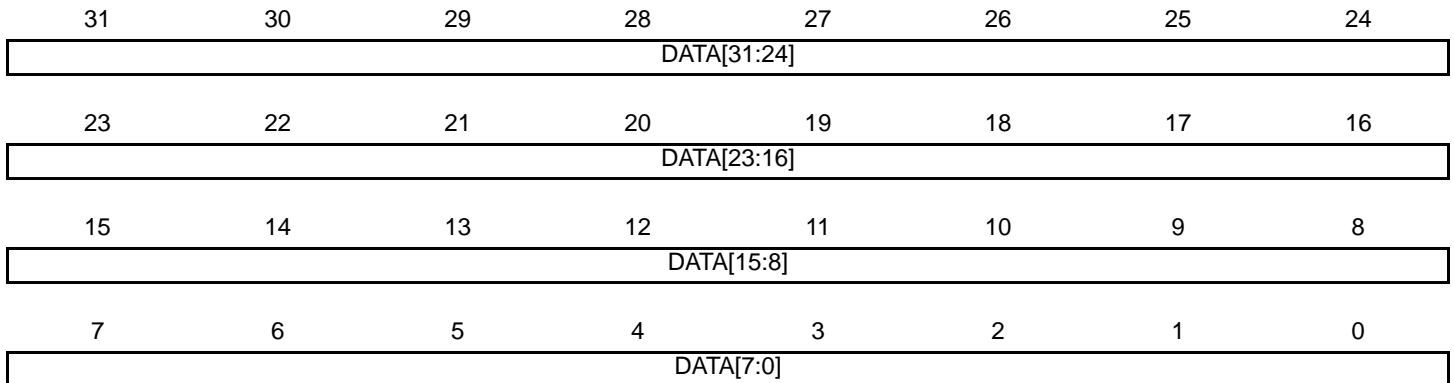 31 30 29 28 27 26 25 24
DATA[31:24]
23 22 21 20 19 18 17 16
DATA[23:16]
15 14 13 12 11 10 9 8
DATA[15:8]
7 6 5 4 3 2 1 0
DATA[7:0]